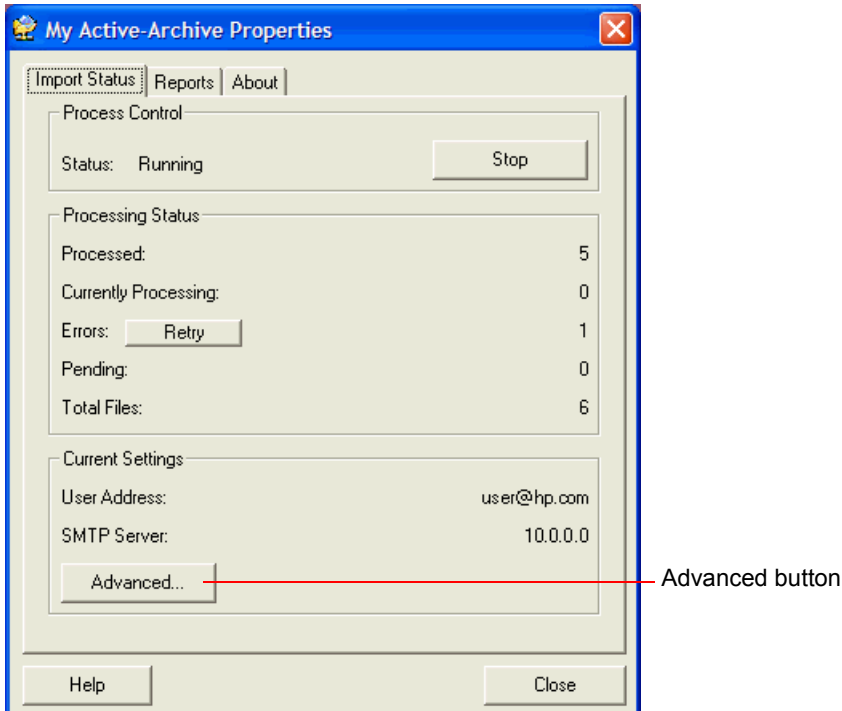 My Active-Archive Properties
Import Status Reports About
Process Control
Status: Running Stop
Processing Status
Processed: 5
Currently Processing: 0
Errors: Retry 1
Pending: 0
Total Files: 6
Current Settings
User Address: user@hp.com
SMTP Server: 10.0.0.0
Advanced... Advanced button
Help Close